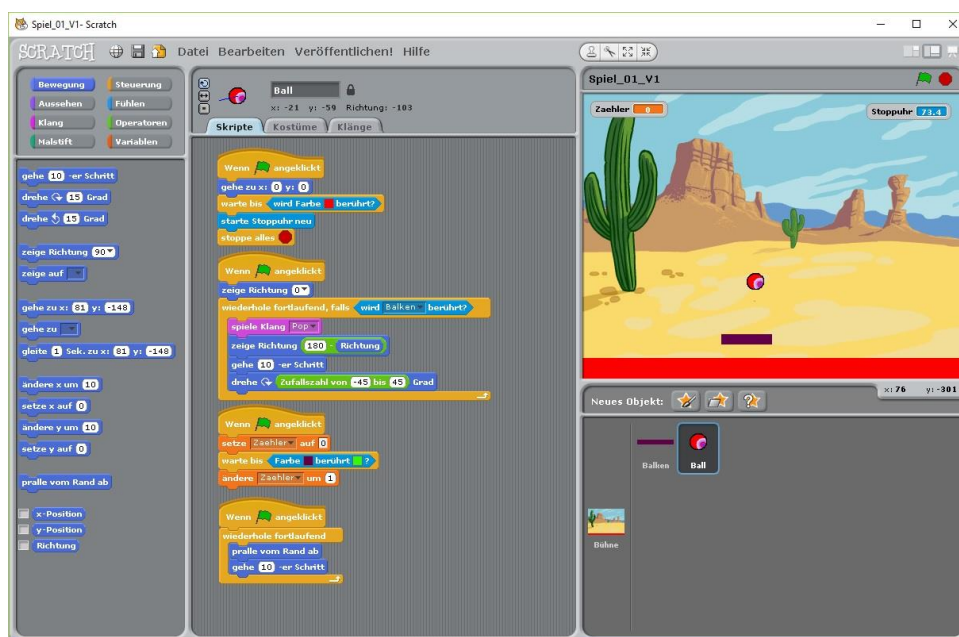 Spiel_01_V1- Scratch
SCRATCH Datei Bearbeiten Veröffentlichen! Hilfe
Bewegung Steuerung
Aussehen Fühlen
Klang Operatoren
Malstift Variablen
gehe 10 -er Schritt
drehe 15 Grad
drehe 15 Grad
zeige Richtung 90
zeige auf
gehe zu x: 81 y: -148
gehe zu
gleite 1 Sek. zu x: 81 y: -148
ändere x um 10
setze x auf 0
ändere y um 10
setze y auf 0
pralle vom Rand ab
x-Position
y-Position
Richtung
Ball
x: -21 y: -59 Richtung: -103
Skripte Kostüme Klänge
Wenn angeklickt
gehe zu x: 0 y: 0
warte bis wird Farbe berührt?
starte Stoppuhr neu
stoppe alles
Wenn angeklickt
zeige Richtung 0
wiederhole fortlaufend, falls wird Balken berührt?
spiele Klang Pop
zeige Richtung 180 - Richtung
gehe 10 -er Schritt
drehe Zufallszahl von -45 bis 45 Grad
Wenn angeklickt
setze Zaehler auf 0
warte bis Farbe berührt ?
ändere Zaehler um 1
Wenn angeklickt
wiederhole fortlaufend
pralle vom Rand ab
gehe 10 -er Schritt
Spiel_01_V1
Zaehler 0
Stoppuhr 73.4
x: 76 y: -301
Neues Objekt:
Balken
Ball
Bühne